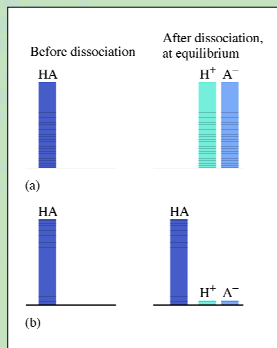 Before dissociation
After dissociation,
at equilibrium
HA
H⁺ A⁻
(a)
HA
HA
H⁺ A⁻
(b)